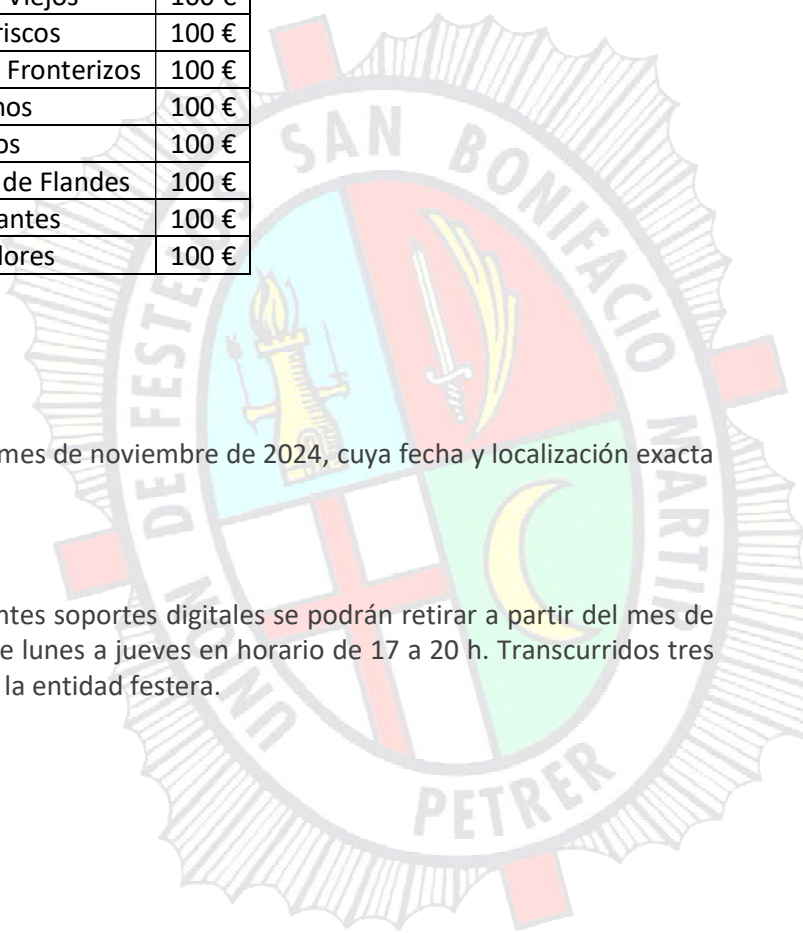 Viejos 100 €
riscos 100 €
Fronterizos 100 €
nos 100 €
os 100 €
de Flandes 100 €
antes 100 €
lores 100 €
mes de noviembre de 2024, cuya fecha y localización exacta
ntes soportes digitales se podrán retirar a partir del mes de
e lunes a jueves en horario de 17 a 20 h. Transcurridos tres
la entidad festera.
UNIÓN DE FESTEJOS SAN BONIFACIO MARTIR
PETRER